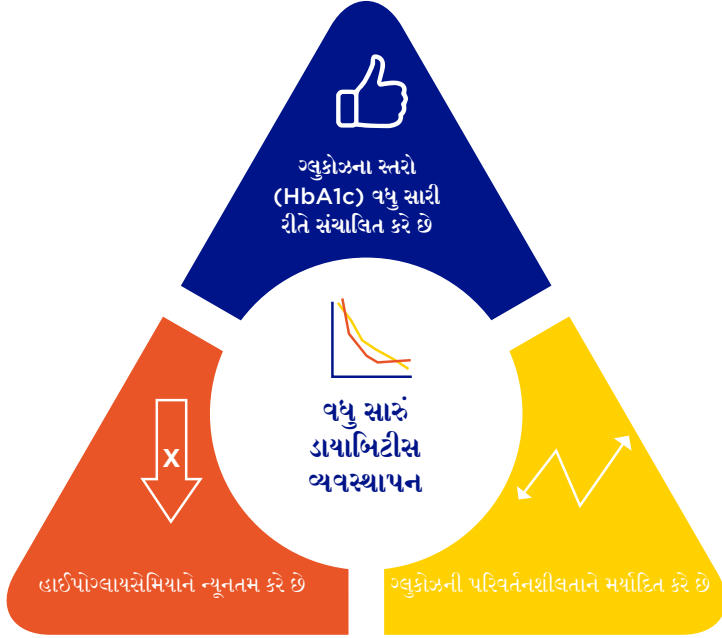 ગ્લુકોઝના સ્તરો
(HbA1c) વધુ સારી
રીતે સંચાલિત કરે છે
વધુ સારું
ડાયાબિટીસ
વ્યવસ્થાપન
X
હાઈપોગ્લાયસેમિયાને ન્યૂનતમ કરે છે
ગ્લુકોઝની પરિવર્તનશીલતાને મર્યાદિત કરે છે